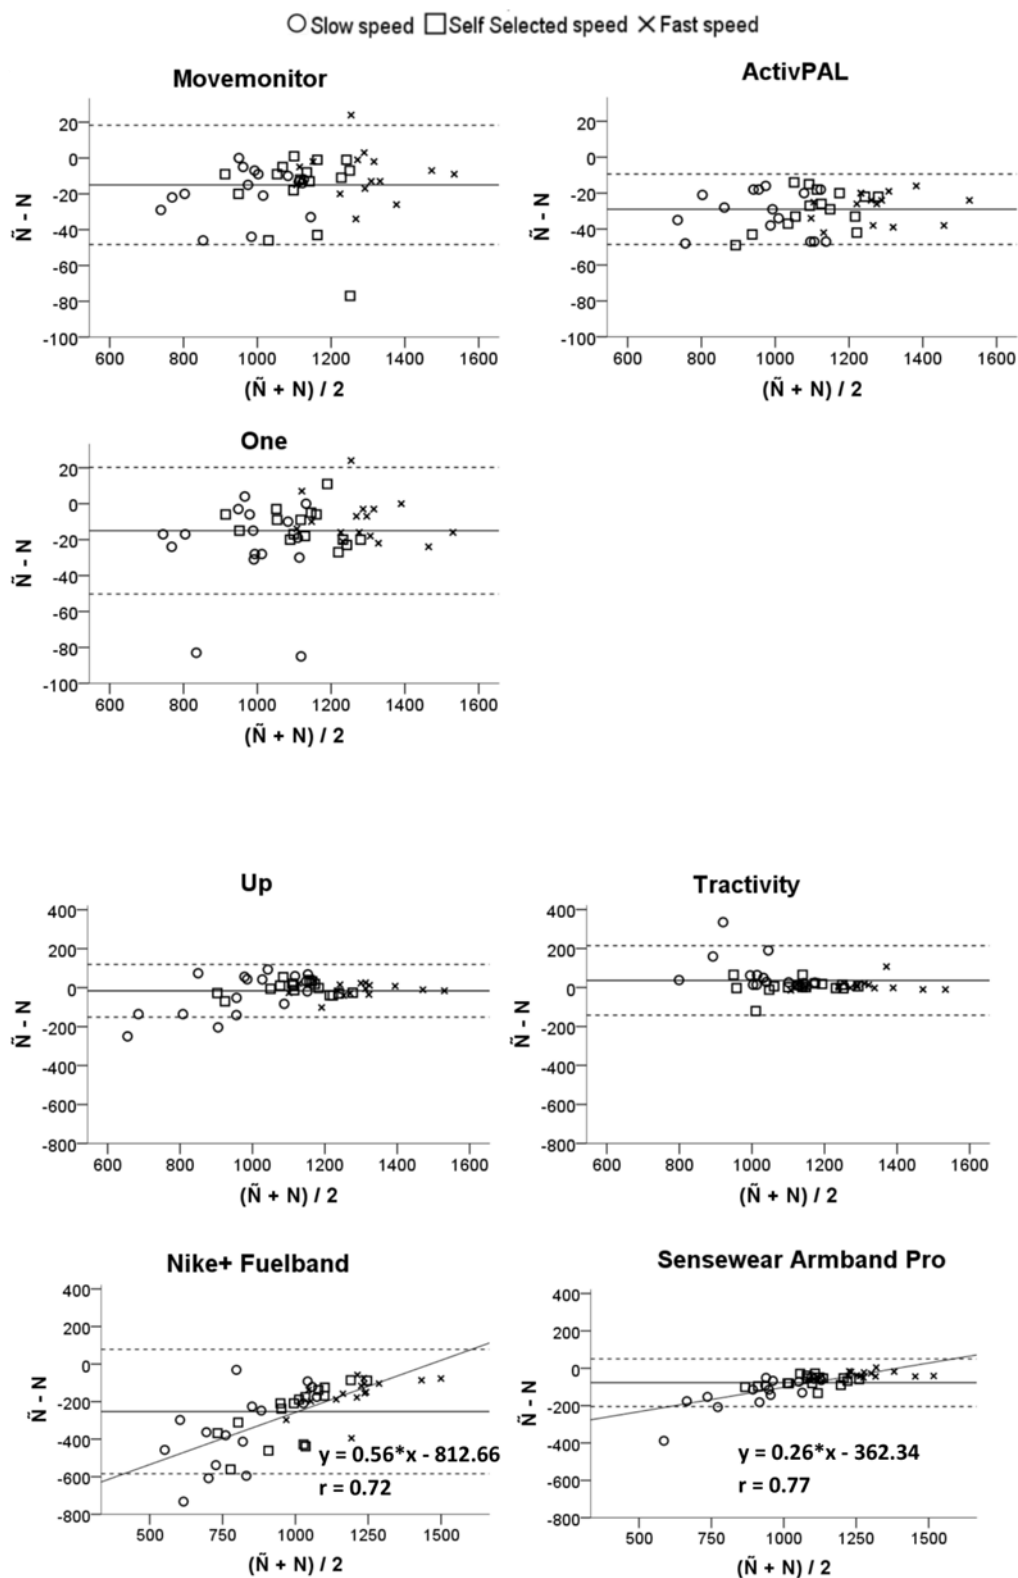 ○ Slow speed □ Self Selected speed × Fast speed
Movemonitor
20
0
-20
-40
-60
-80
-100
Ñ - N
600 800 1000 1200 1400 1600
(Ñ + N) / 2
ActivPAL
20
0
-20
-40
-60
-80
-100
Ñ - N
600 800 1000 1200 1400 1600
(Ñ + N) / 2
One
20
0
-20
-40
-60
-80
-100
Ñ - N
600 800 1000 1200 1400 1600
(Ñ + N) / 2
Up
400
200
0
-200
-400
-600
-800
Ñ - N
600 800 1000 1200 1400 1600
(Ñ + N) / 2
Tractivity
400
200
0
-200
-400
-600
-800
Ñ - N
600 800 1000 1200 1400 1600
(Ñ + N) / 2
Nike+ Fuelband
400
200
0
-200
-400
-600
-800
Ñ - N
y = 0.56*x - 812.66
r = 0.72
500 750 1000 1250 1500
(Ñ + N) / 2
Sensewear Armband Pro
400
200
0
-200
-400
-600
-800
Ñ - N
y = 0.26*x - 362.34
r = 0.77
500 750 1000 1250 1500
(Ñ + N) / 2